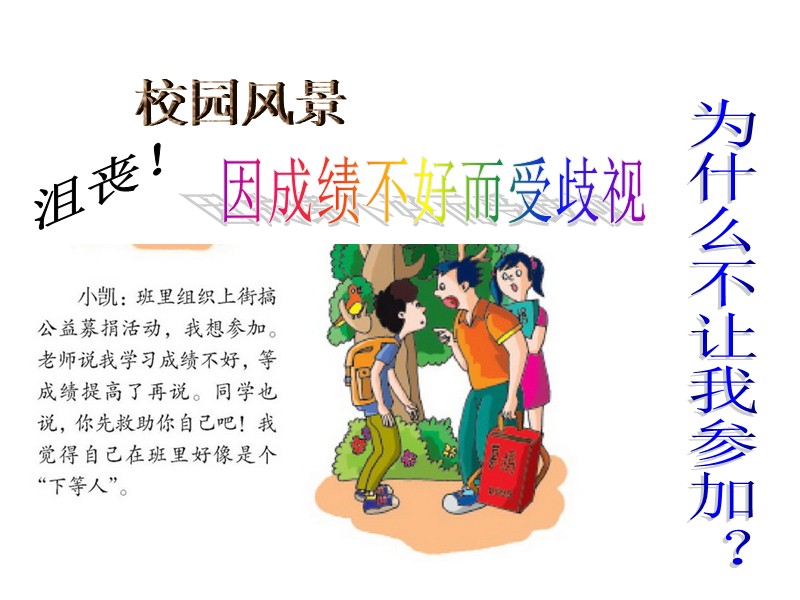 校园风景
沮丧！
因成绩不好而受歧视
小凯：班里组织上街搞
公益募捐活动，我想参加。
老师说我学习成绩不好，等
成绩提高了再说。同学也
说，你先救助你自己吧！我
觉得自己在班里好像是个
“下等人”。
募捐
为什么不让我参加？